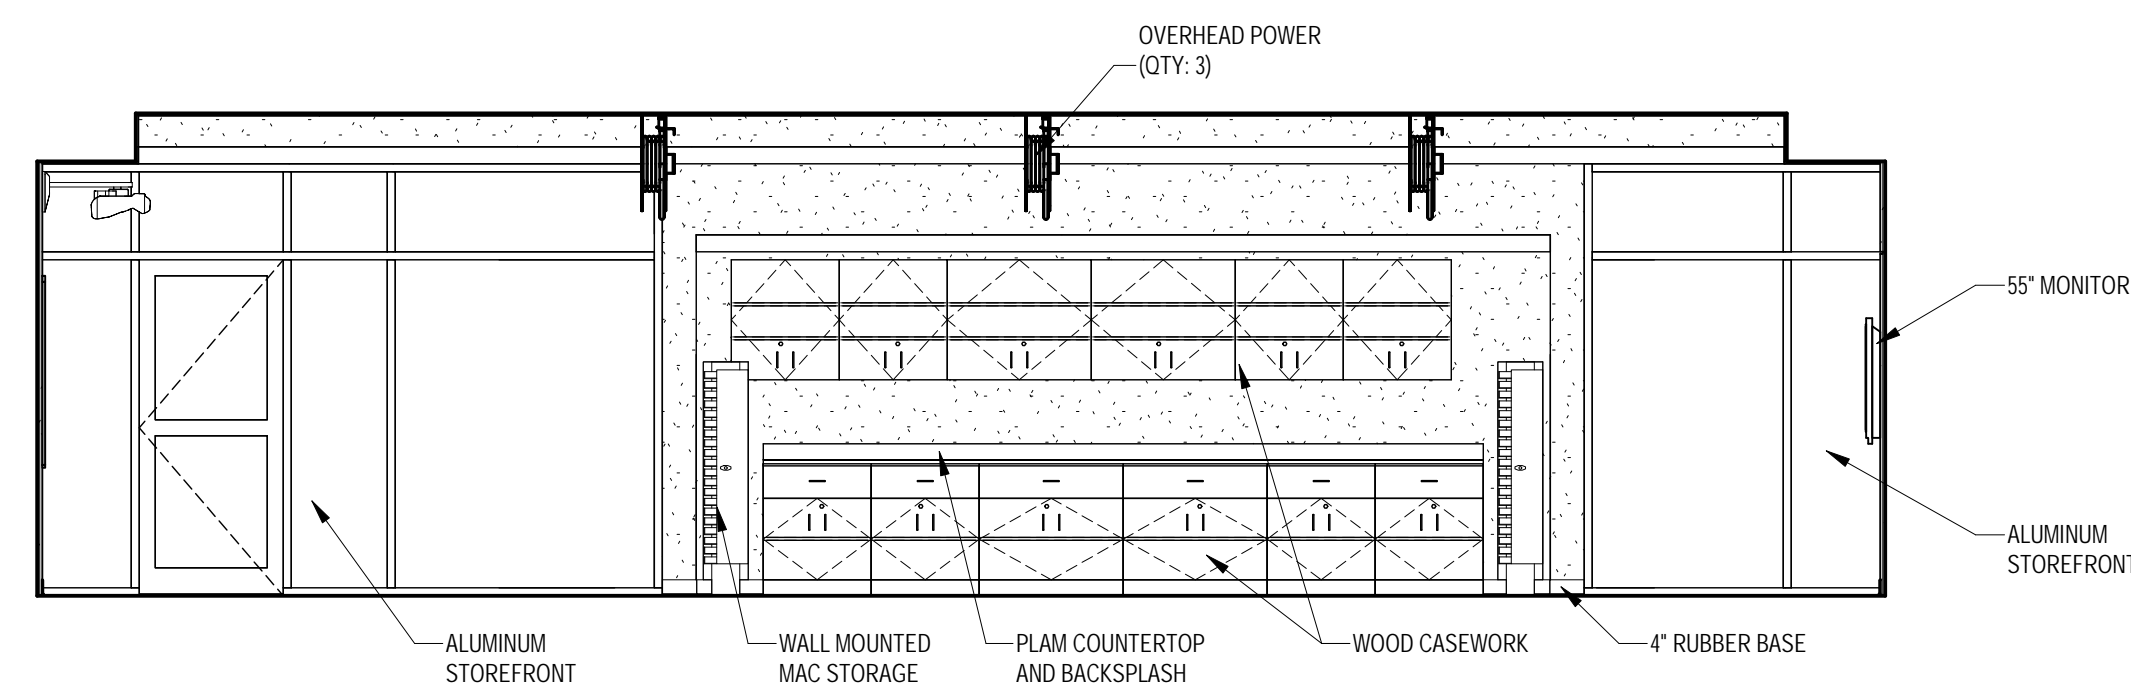 OVERHEAD POWER
(QTY: 3)
55" MONITOR
ALUMINUM
STOREFRONT
ALUMINUM
STOREFRONT
WALL MOUNTED
MAC STORAGE
PLAM COUNTERTOP
AND BACKSPLASH
WOOD CASEWORK
4" RUBBER BASE